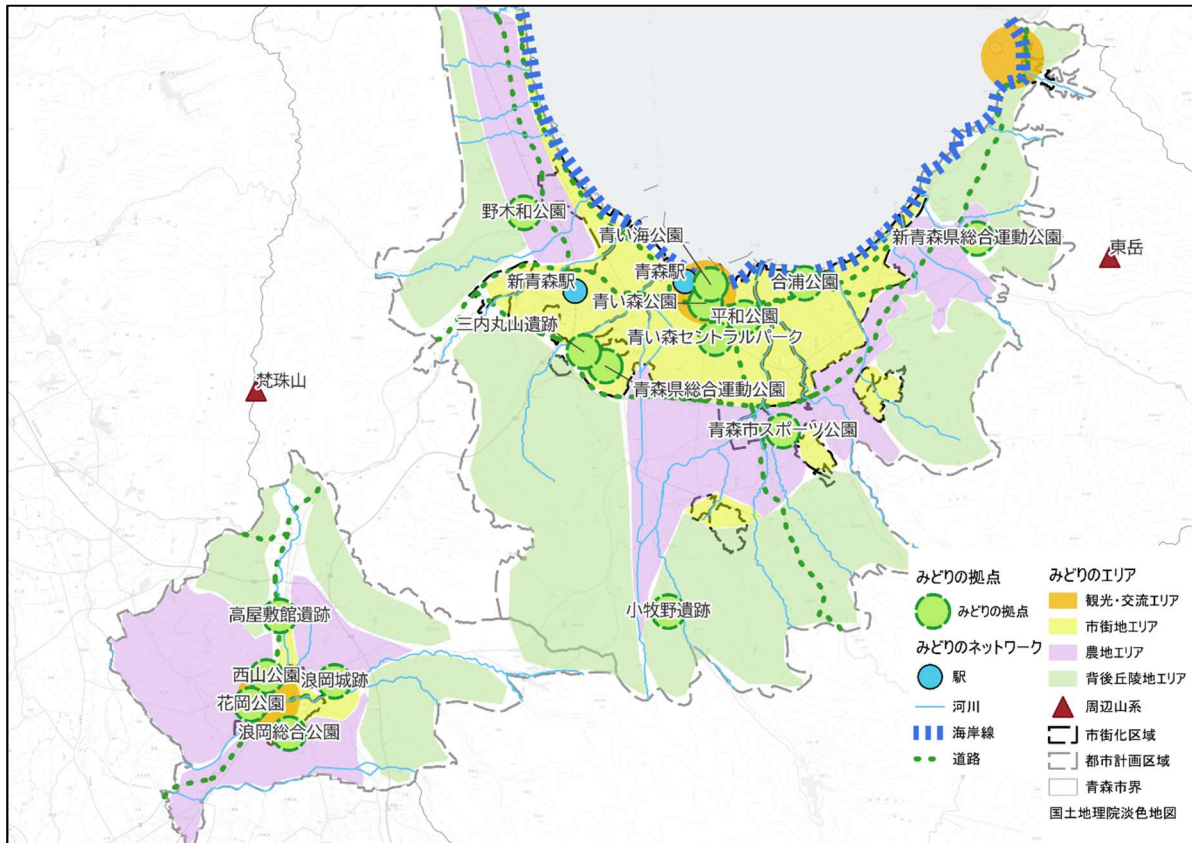 野木和公園
青い海公園
新青森県総合運動公園
東岳
青森駅
新青森駅
合浦公園
青い森公園
平和公園
三内丸山遺跡
青い森セントラルパーク
梵珠山
青森県総合運動公園
青森市スポーツ公園
小牧野遺跡
高屋敷館遺跡
西山公園
浪岡城跡
花岡公園
浪岡総合公園
みどりの拠点
みどりの拠点
みどりのネットワーク
駅
河川
海岸線
道路
みどりのエリア
観光・交流エリア
市街地エリア
農地エリア
背後丘陵地エリア
周辺山系
市街化区域
都市計画区域
青森市界
国土地理院淡色地図